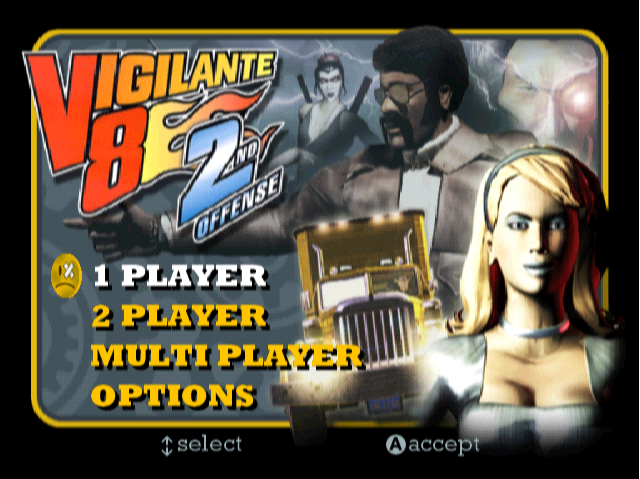 VIGILANTE
8
2ND
OFFENSE
1 PLAYER
2 PLAYER
MULTI PLAYER
OPTIONS
select
A accept